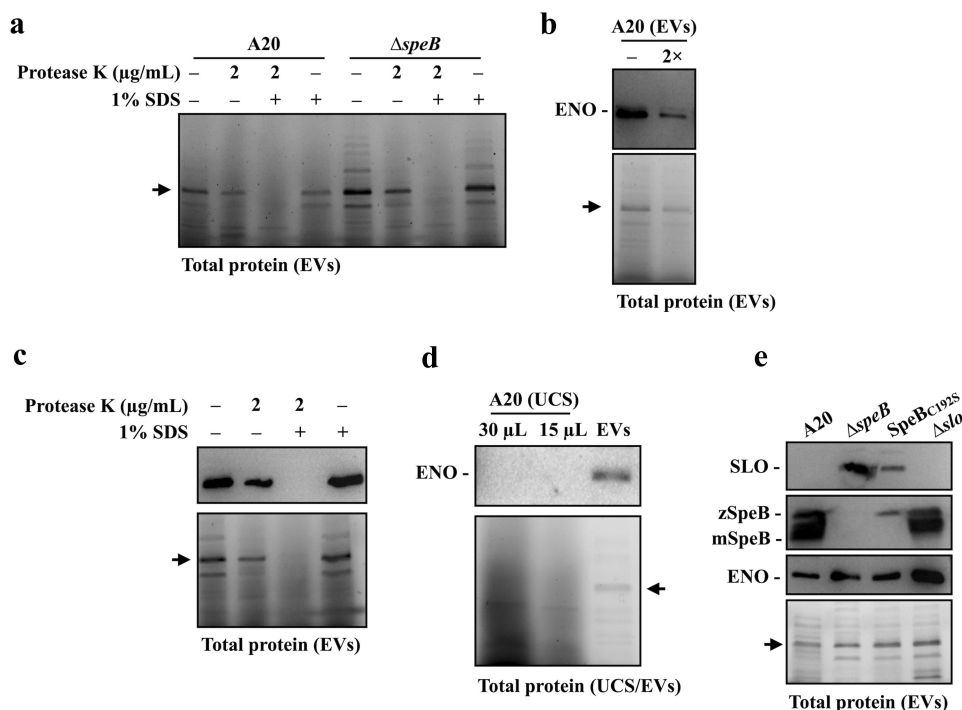 a
A20 ΔspeB
Protease K (µg/mL) – 2 2 – – 2 2 –
1% SDS – – + + – – + +
Total protein (EVs)
b
A20 (EVs)
– 2×
ENO -
Total protein (EVs)
c
Protease K (µg/mL) – 2 2 –
1% SDS – – + +
Total protein (EVs)
d
A20 (UCS)
30 µL 15 µL EVs
ENO -
Total protein (UCS/EVs)
e
A20 ΔspeB SpeBC192S Δslo
SLO -
zSpeB -
mSpeB -
ENO -
Total protein (EVs)